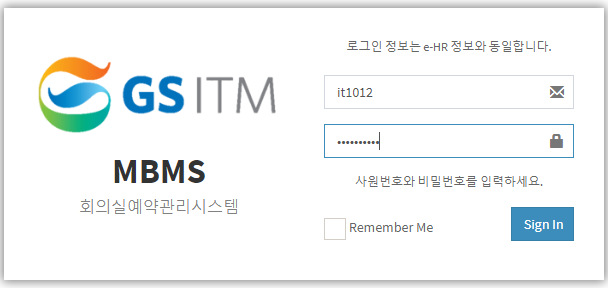 GS ITM
MBMS
회의실예약관리시스템
로그인 정보는 e-HR 정보와 동일합니다.
it1012
••••••••••
사원번호와 비밀번호를 입력하세요.
Remember Me
Sign In